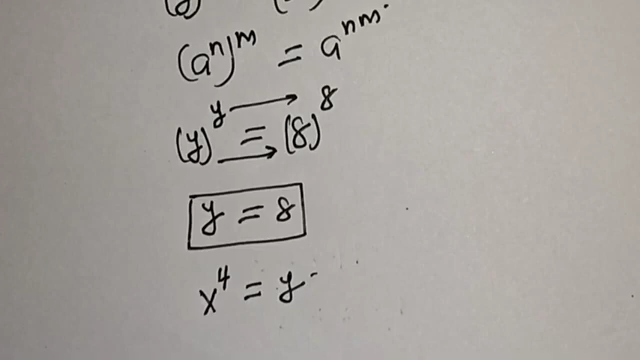 (aⁿ)ᵐ = aⁿᵐ.
(y)ʸ = (8)⁸
y = 8
x⁴ = y.